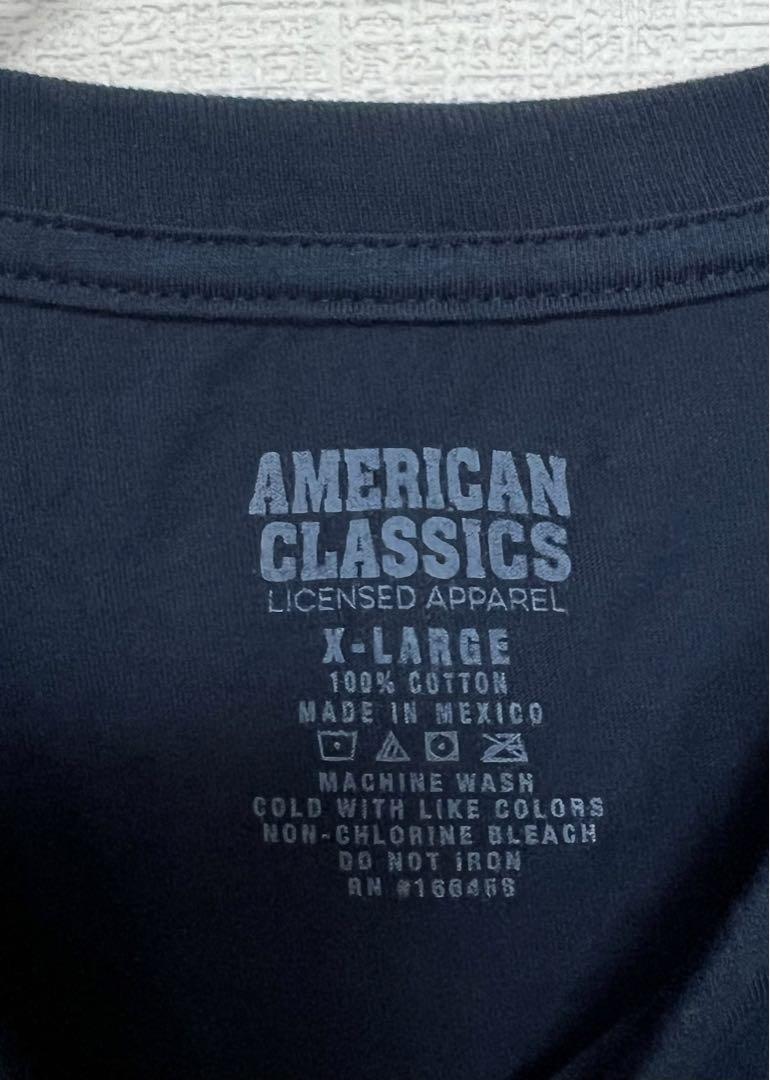 AMERICAN
CLASSICS
LICENSED APPAREL
X-LARGE
100% COTTON
MADE IN MEXICO
MACHINE WASH
COLD WITH LIKE COLORS
NON-CHLORINE BLEACH
DO NOT IRON
RN